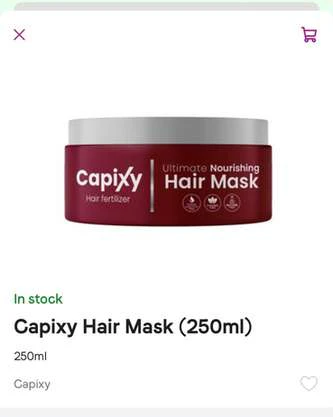 Capixy
Hair fertilizer
Ultimate Nourishing
Hair Mask
In stock
Capixy Hair Mask (250ml)
250ml
Capixy